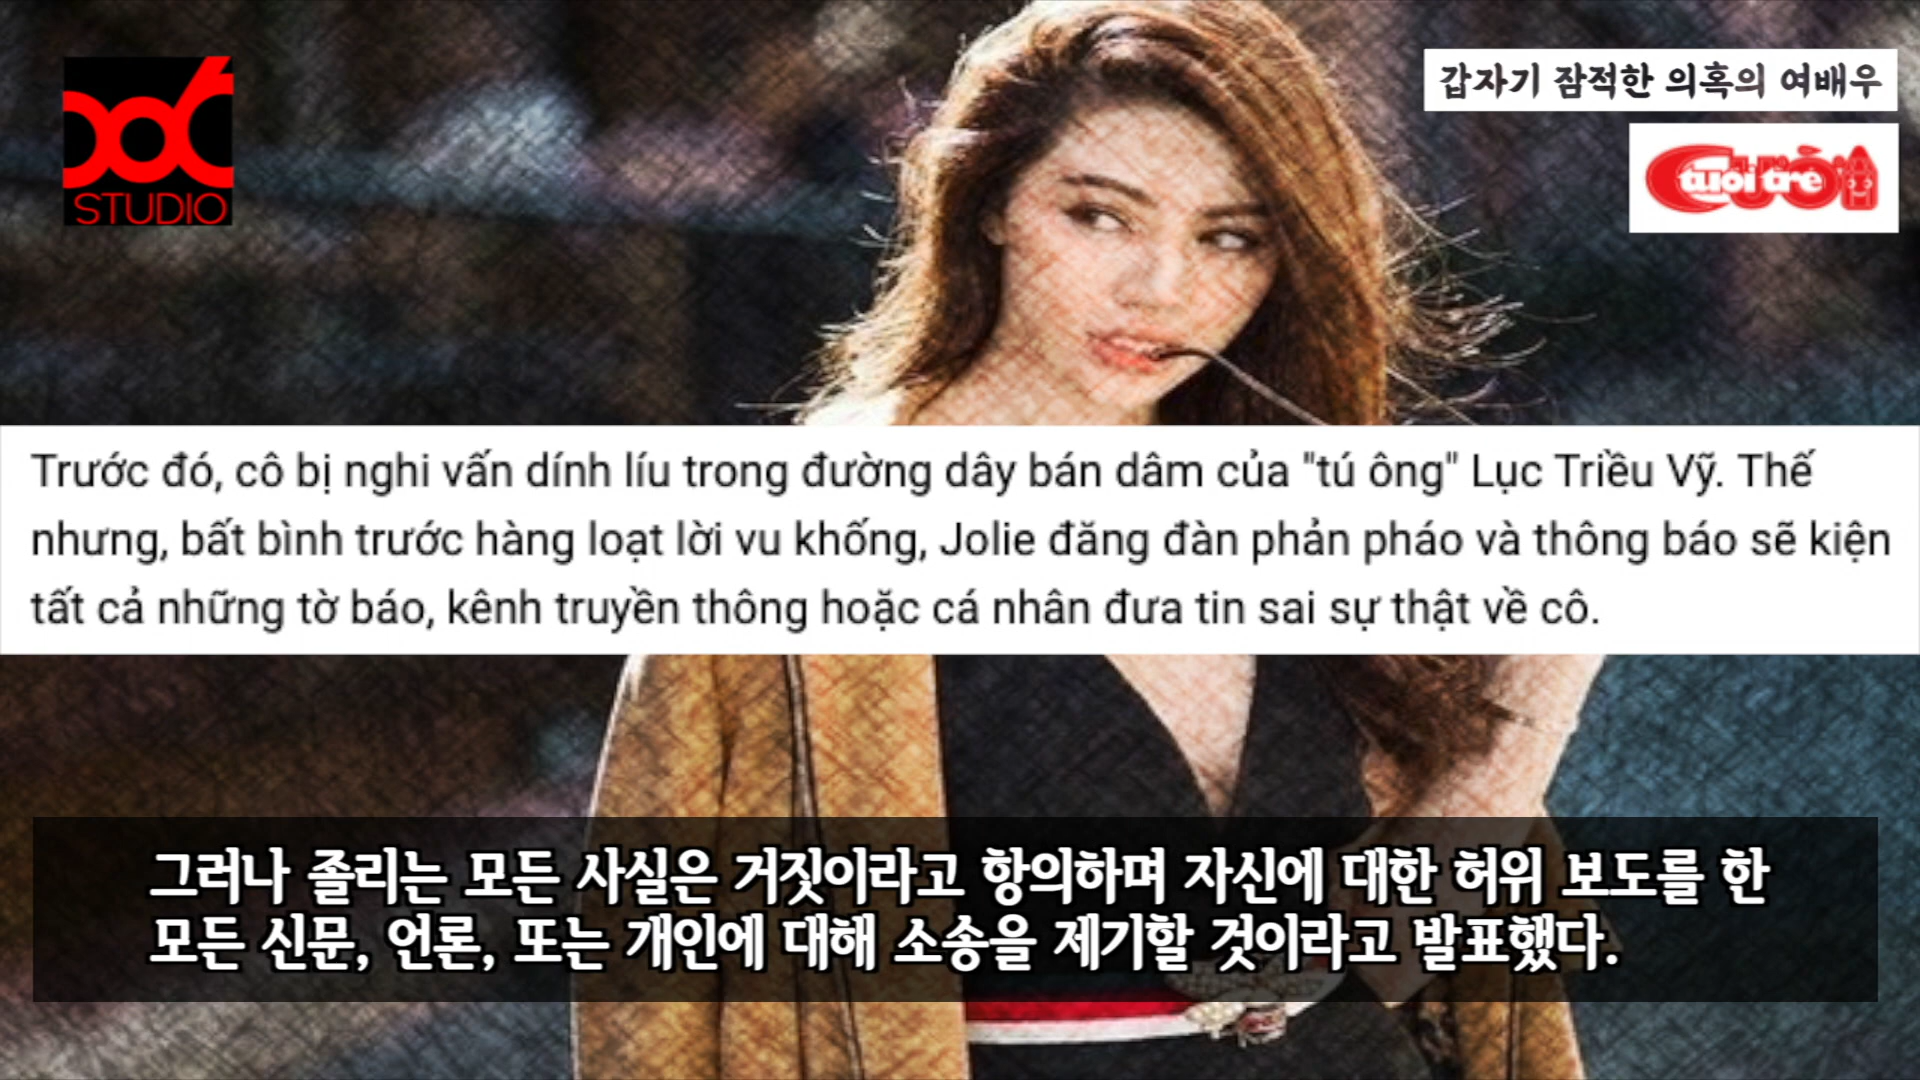 STUDIO
갑자기 잠적한 의혹의 여배우
tuổi trẻ
CƯỜI
Trước đó, cô bị nghi vấn dính líu trong đường dây bán dâm của "tú ông" Lục Triều Vỹ. Thế
nhưng, bất bình trước hàng loạt lời vu khống, Jolie đăng đàn phản pháo và thông báo sẽ kiện
tất cả những tờ báo, kênh truyền thông hoặc cá nhân đưa tin sai sự thật về cô.
그러나 졸리는 모든 사실은 거짓이라고 항의하며 자신에 대한 허위 보도를 한
모든 신문, 언론, 또는 개인에 대해 소송을 제기할 것이라고 발표했다.